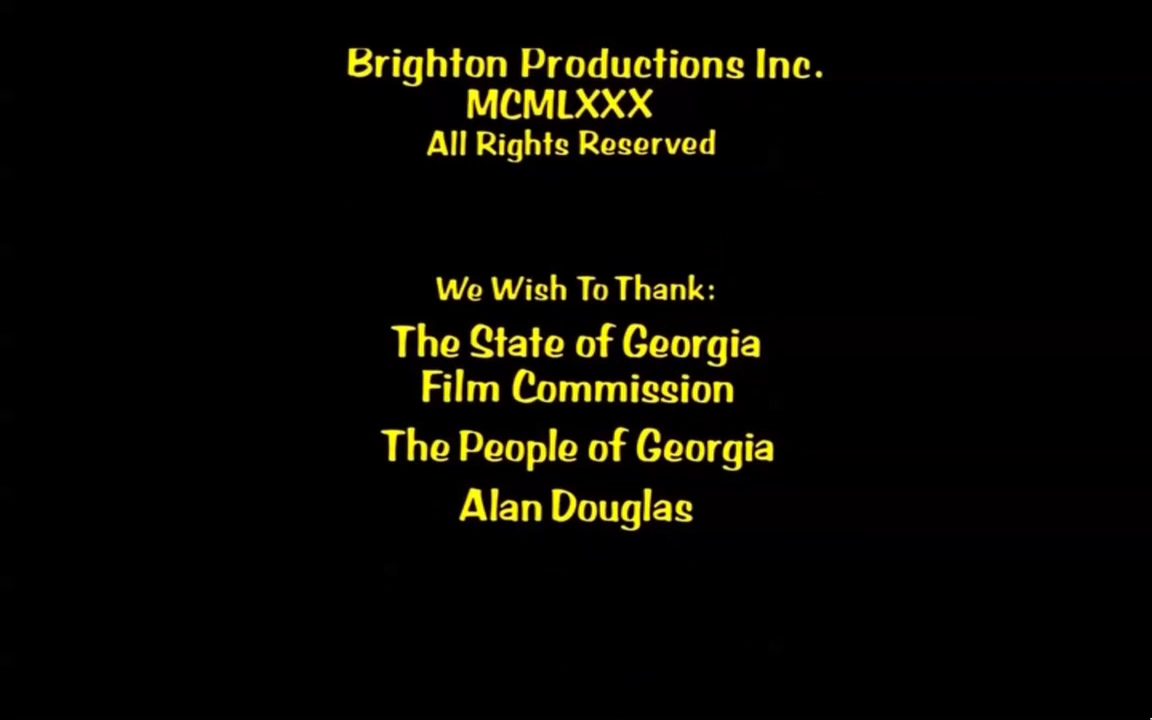 Brighton Productions Inc.
MCMLXXX
All Rights Reserved
We Wish To Thank:
The State of Georgia
Film Commission
The People of Georgia
Alan Douglas